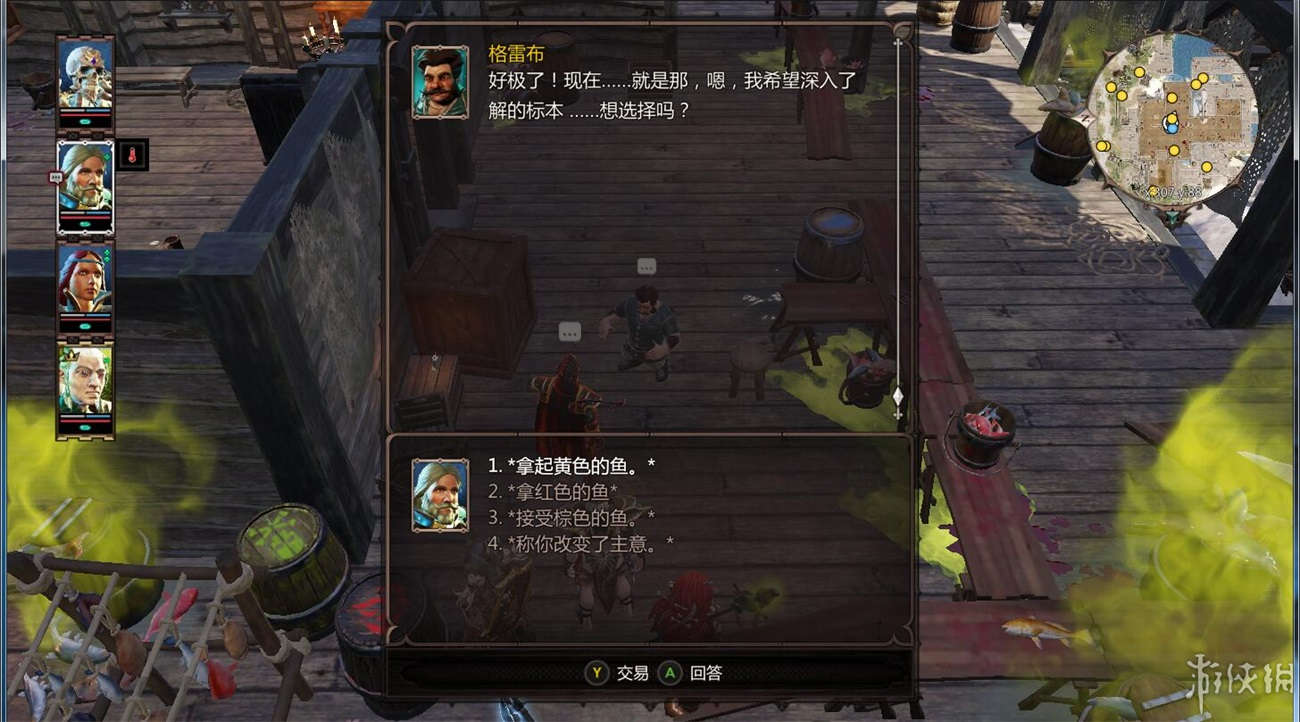 格雷布
好极了！现在……就是那，嗯，我希望深入了
解的标本 ……想选择吗？
1. *拿起黄色的鱼。*
2. *拿红色的鱼*
3. *接受棕色的鱼。*
4. *称你改变了主意。*
Y 交易 A 回答
游侠网